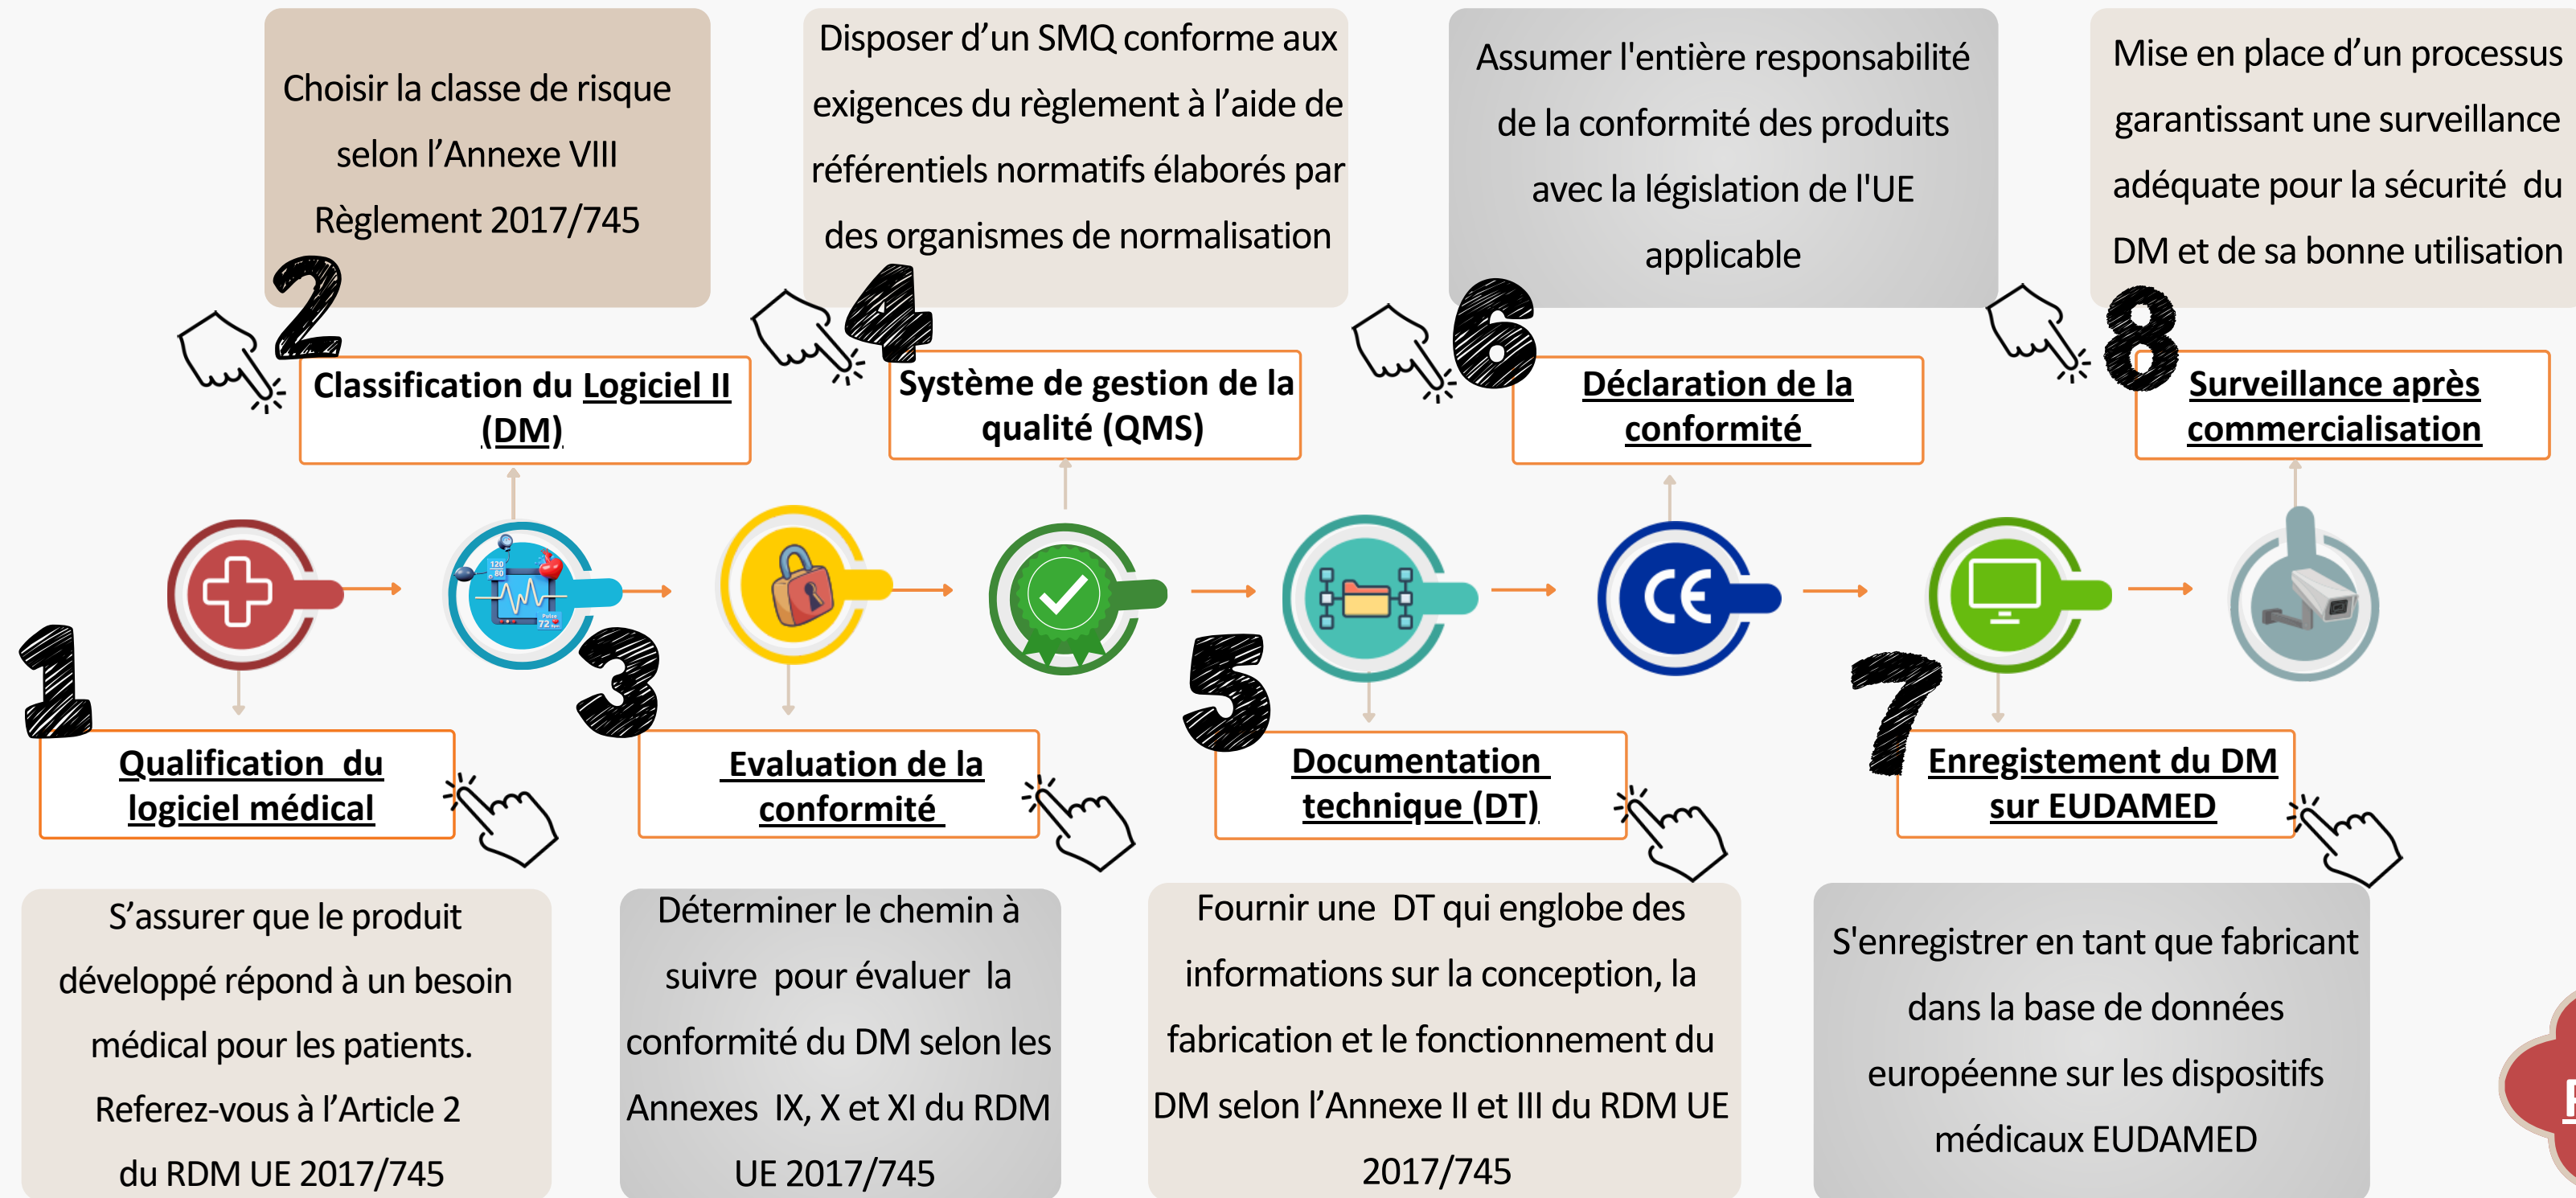 Choisir la classe de risque
selon l’Annexe VIII
Règlement 2017/745
2
Classification du Logiciel II
(DM)
Disposer d’un SMQ conforme aux
exigences du règlement à l’aide de
référentiels normatifs élaborés par
des organismes de normalisation
4
Système de gestion de la
qualité (QMS)
Assumer l'entière responsabilité
de la conformité des produits
avec la législation de l'UE
applicable
6
Déclaration de la
conformité
Mise en place d’un processus
garantissant une surveillance
adéquate pour la sécurité du
DM et de sa bonne utilisation
8
Surveillance après
commercialisation
120
80
Pulse
72
CE
1
Qualification du
logiciel médical
S’assurer que le produit
développé répond à un besoin
médical pour les patients.
Referez-vous à l’Article 2
du RDM UE 2017/745
3
Evaluation de la
conformité
Déterminer le chemin à
suivre pour évaluer la
conformité du DM selon les
Annexes IX, X et XI du RDM
UE 2017/745
5
Documentation
technique (DT)
Fournir une DT qui englobe des
informations sur la conception, la
fabrication et le fonctionnement du
DM selon l’Annexe II et III du RDM UE
2017/745
7
Enregistement du DM
sur EUDAMED
S'enregistrer en tant que fabricant
dans la base de données
européenne sur les dispositifs
médicaux EUDAMED